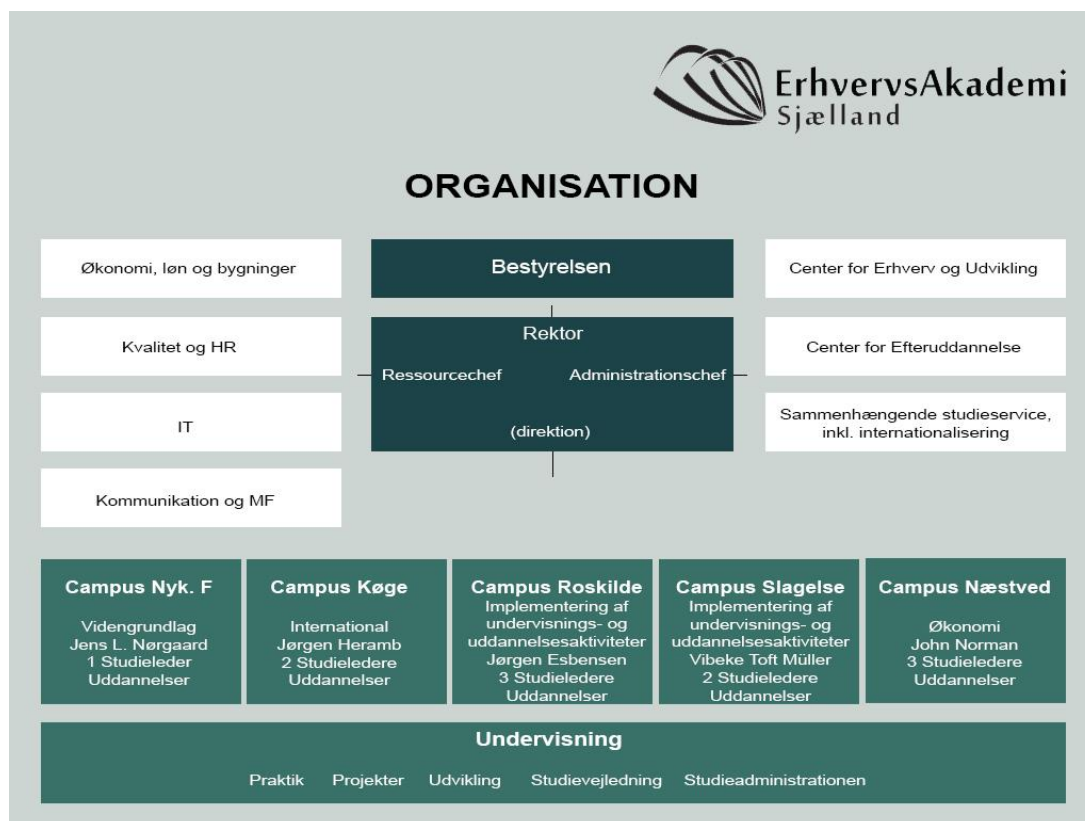 ErhvervsAkademi
Sjælland
ORGANISATION
Økonomi, løn og bygninger
Kvalitet og HR
IT
Kommunikation og MF
Bestyrelsen
Rektor
Ressourcechef Administrationschef
(direktion)
Center for Erhverv og Udvikling
Center for Efteruddannelse
Sammenhængende studieservice,
inkl. internationalisering
Campus Nyk. F
Videngrundlag
Jens L. Nørgaard
1 Studieleder
Uddannelser
Campus Køge
International
Jørgen Heramb
2 Studieledere
Uddannelser
Campus Roskilde
Implementering af
undervisnings- og
uddannelsesaktiviteter
Jørgen Esbensen
3 Studieledere
Uddannelser
Campus Slagelse
Implementering af
undervisnings- og
uddannelsesaktiviteter
Vibeke Toft Müller
2 Studieledere
Uddannelser
Campus Næstved
Økonomi
John Norman
3 Studieledere
Uddannelser
Undervisning
Praktik Projekter Udvikling Studievejledning Studieadministrationen